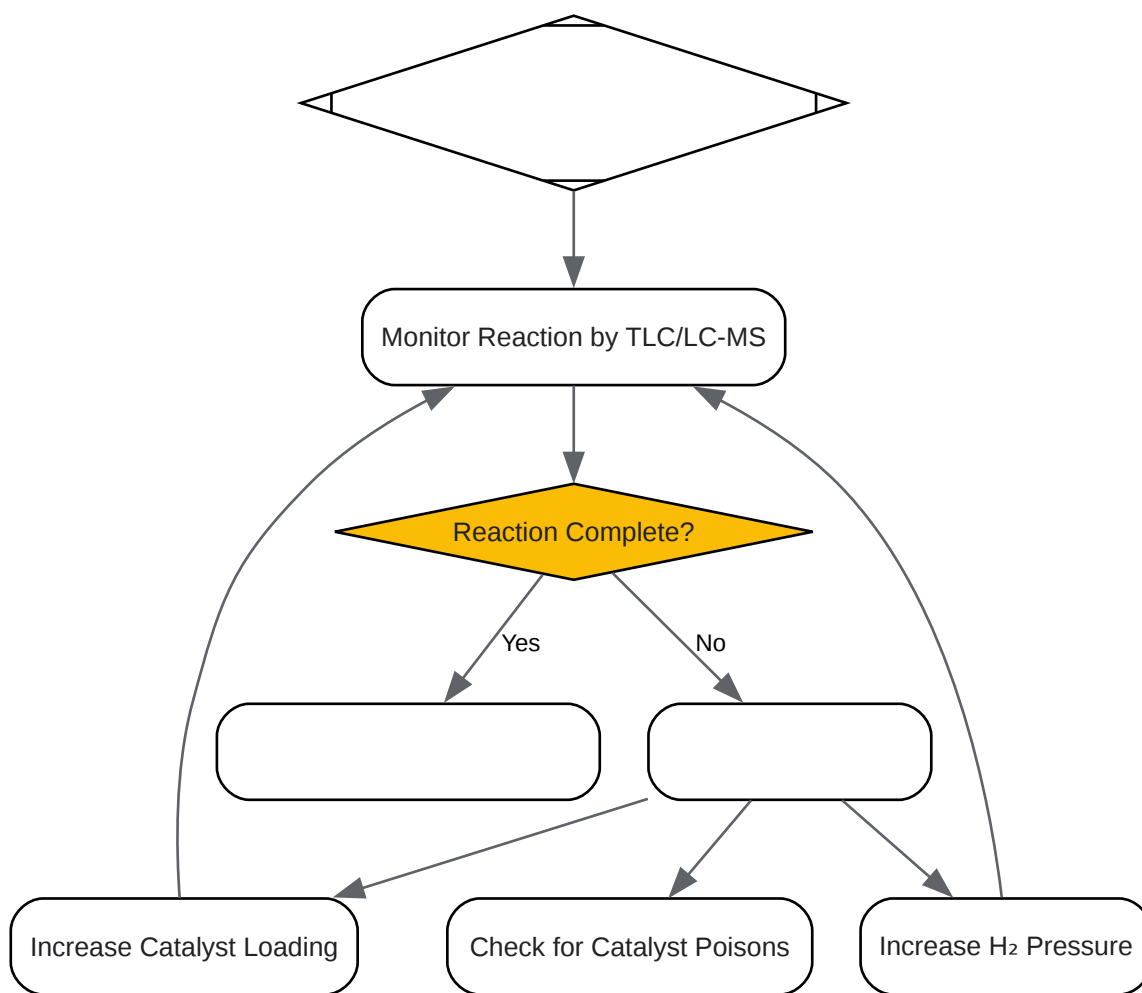 Monitor Reaction by TLC/LC-MS
Reaction Complete?
Yes
No
Increase Catalyst Loading
Check for Catalyst Poisons
Increase H₂ Pressure